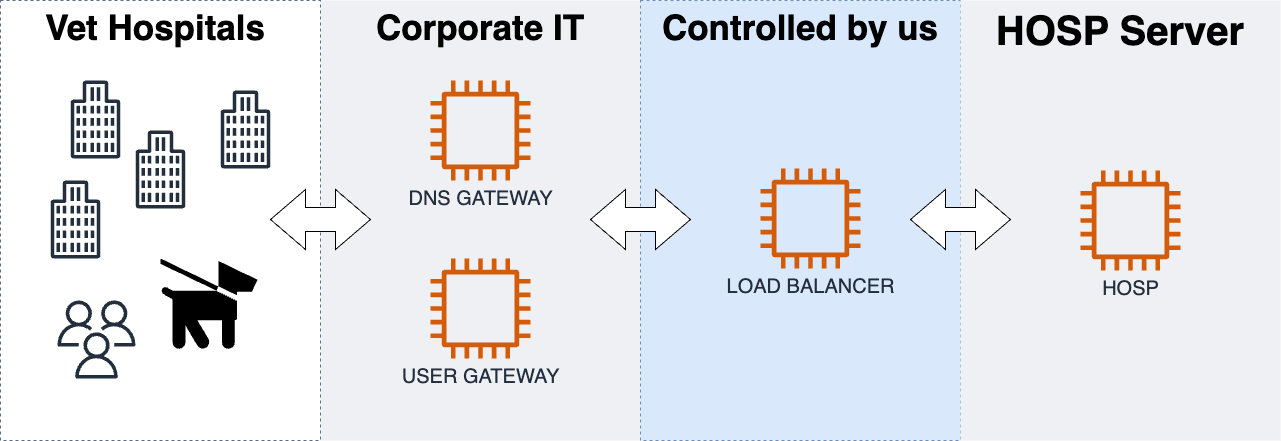 Vet Hospitals
Corporate IT
Controlled by us
HOSP Server
DNS GATEWAY
USER GATEWAY
LOAD BALANCER
HOSP